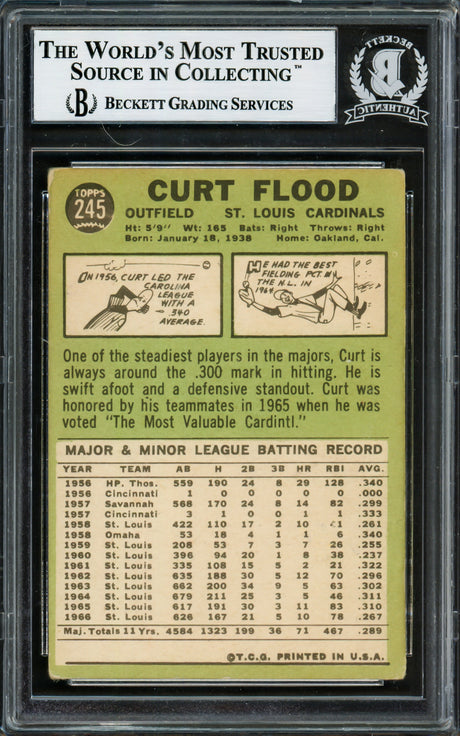 THE WORLD'S MOST TRUSTED
SOURCE IN COLLECTING™
B BECKETT GRADING SERVICES
BECKETT
B
AUTHENTIC
TOPPS
245
CURT FLOOD
OUTFIELD ST. LOUIS CARDINALS
Ht: 5'9" Wt: 165 Bats: Right Throws: Right
Born: January 18, 1938 Home: Oakland, Cal.
IN 1956, CURT LED THE
CAROLINA
LEAGUE
WITH A
.340
AVERAGE.
HE HAD THE BEST
FIELDING PCT. IN
THE N.L. IN
1964.
One of the steadiest players in the majors, Curt is
always around the .300 mark in hitting. He is
swift afoot and a defensive standout. Curt was
honored by his teammates in 1965 when he was
voted "The Most Valuable Cardintl."
MAJOR & MINOR LEAGUE BATTING RECORD
YEAR TEAM AB H 2B 3B HR RBI AVG.
1956 HP. Thos. 559 190 24 8 29 128 .340
1956 Cincinnati 1 0 0 0 0 0 .000
1957 Savannah 568 170 24 8 14 82 .299
1957 Cincinnati 3 1 0 0 1 1 .333
1958 St. Louis 422 110 17 2 10 41 .261
1958 Omaha 53 18 4 1 1 6 .340
1959 St. Louis 208 53 7 3 7 26 .255
1960 St. Louis 396 94 20 1 8 38 .237
1961 St. Louis 335 108 15 5 2 21 .322
1962 St. Louis 635 188 30 5 12 70 .296
1963 St. Louis 662 200 34 9 5 63 .302
1964 St. Louis 679 211 25 3 5 46 .311
1965 St. Louis 617 191 30 3 11 83 .310
1966 St. Louis 626 167 21 5 10 78 .267
Maj. Totals 11 Yrs. 4584 1323 199 36 71 467 .289
©T.C.G. PRINTED IN U.S.A.